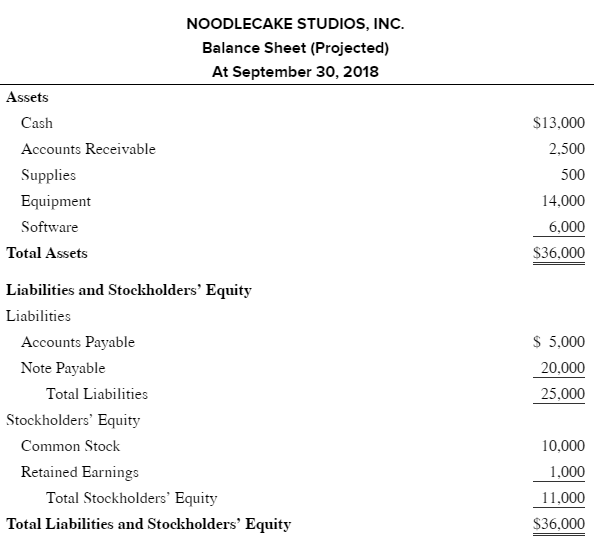 NOODLECAKE STUDIOS, INC.
Balance Sheet (Projected)
At September 30, 2018
Assets
Cash $13,000
Accounts Receivable 2,500
Supplies 500
Equipment 14,000
Software 6,000
Total Assets $36,000
Liabilities and Stockholders’ Equity
Liabilities
Accounts Payable $ 5,000
Note Payable 20,000
Total Liabilities 25,000
Stockholders’ Equity
Common Stock 10,000
Retained Earnings 1,000
Total Stockholders’ Equity 11,000
Total Liabilities and Stockholders’ Equity $36,000